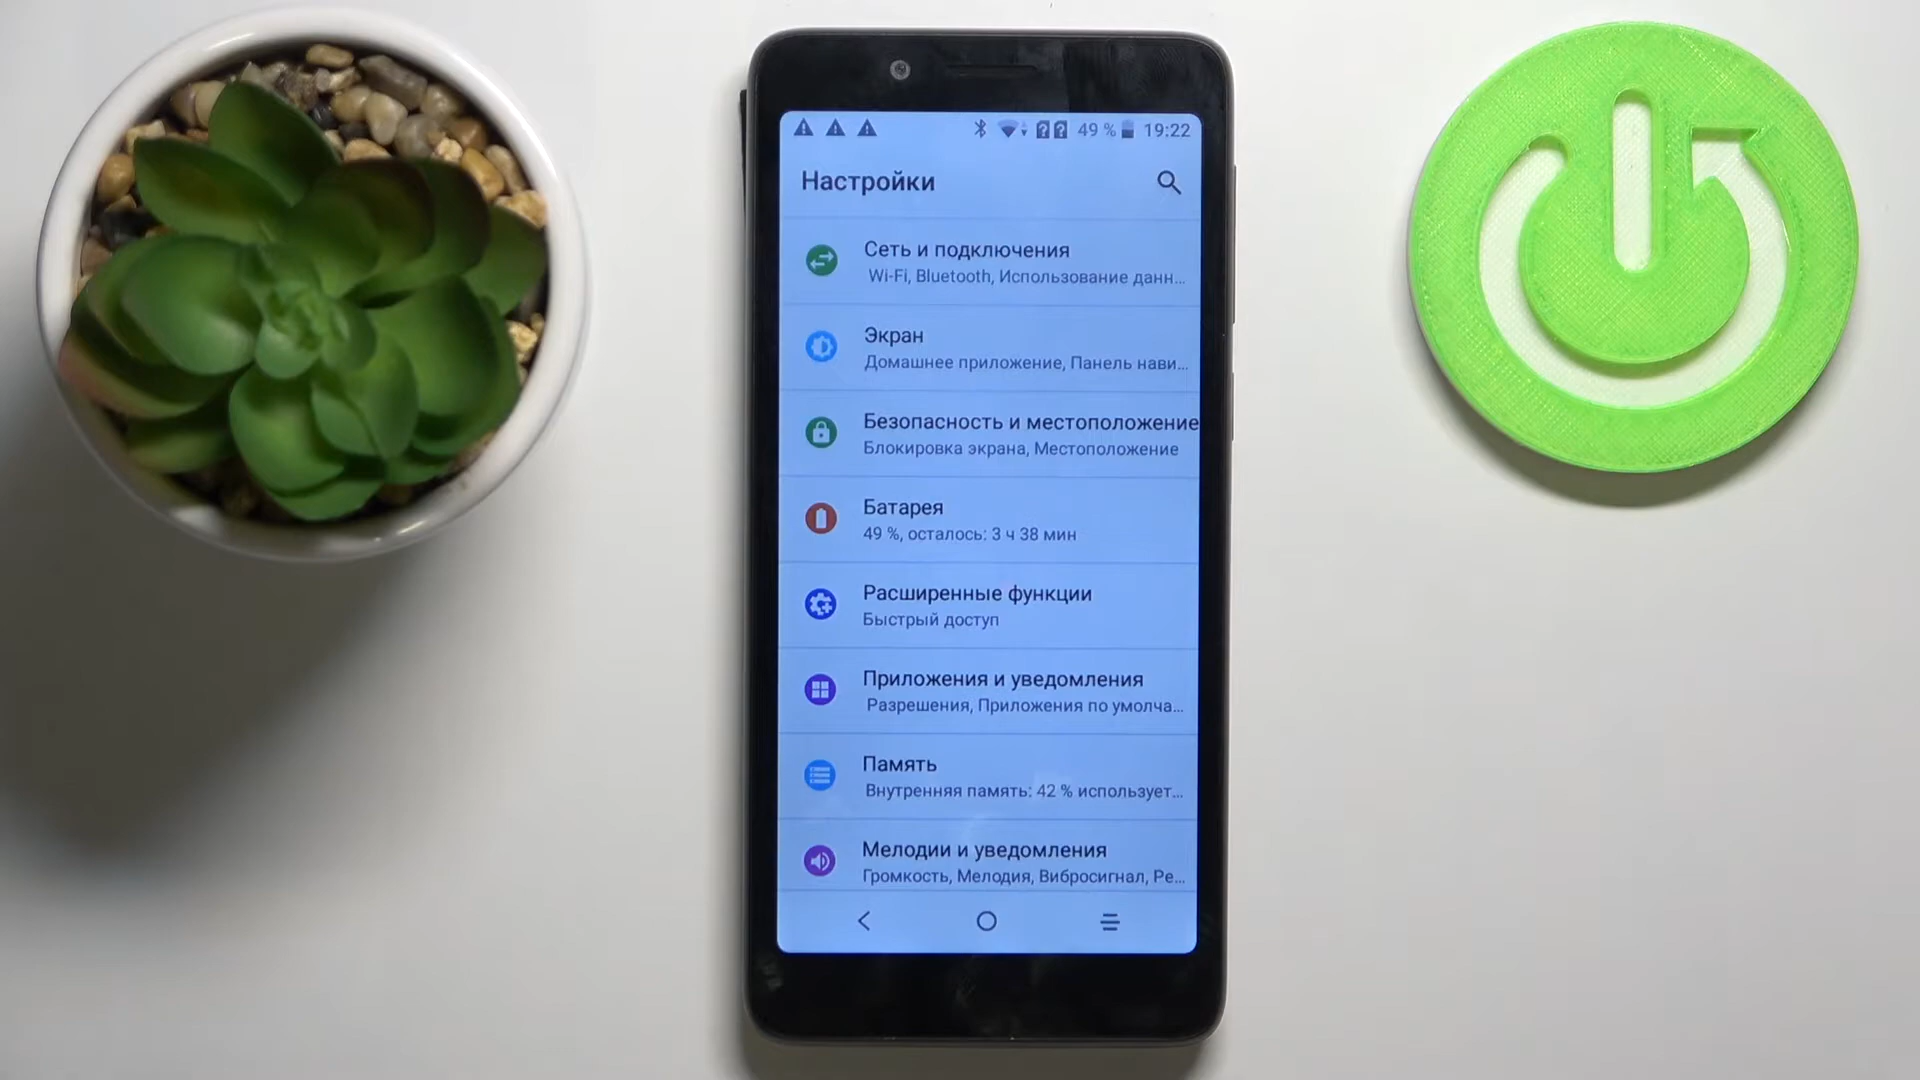 49 % 19:22
Настройки
Сеть и подключения
Wi-Fi, Bluetooth, Использование данн...
Экран
Домашнее приложение, Панель нави...
Безопасность и местоположение
Блокировка экрана, Местоположение
Батарея
49 %, осталось: 3 ч 38 мин
Расширенные функции
Быстрый доступ
Приложения и уведомления
Разрешения, Приложения по умолча...
Память
Внутренняя память: 42 % использует...
Мелодии и уведомления
Громкость, Мелодия, Вибросигнал, Ре...